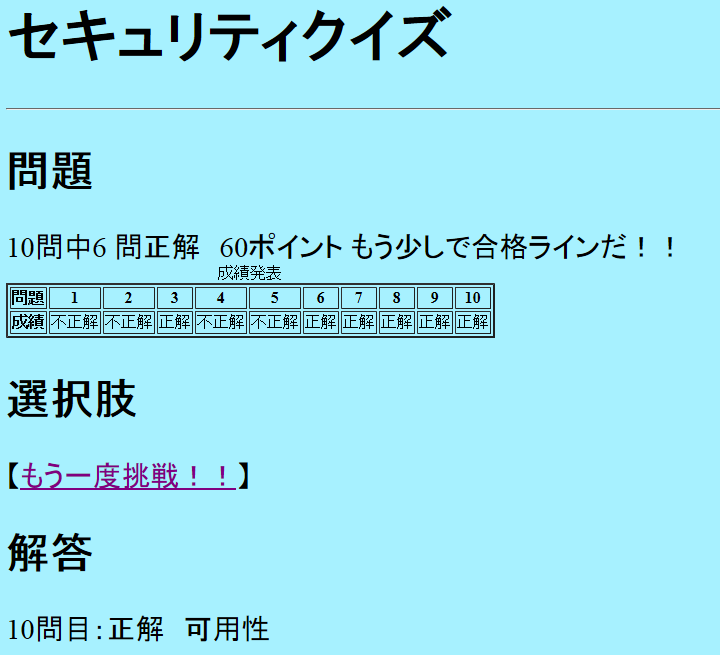 セキュリティクイズ
問題
10問中6 問正解 60ポイント もう少しで合格ラインだ！！
成績発表
問題 1 2 3 4 5 6 7 8 9 10
成績 不正解 不正解 正解 不正解 不正解 正解 正解 正解 正解 正解
選択肢
【もう一度挑戦！！】
解答
10問目：正解 可用性